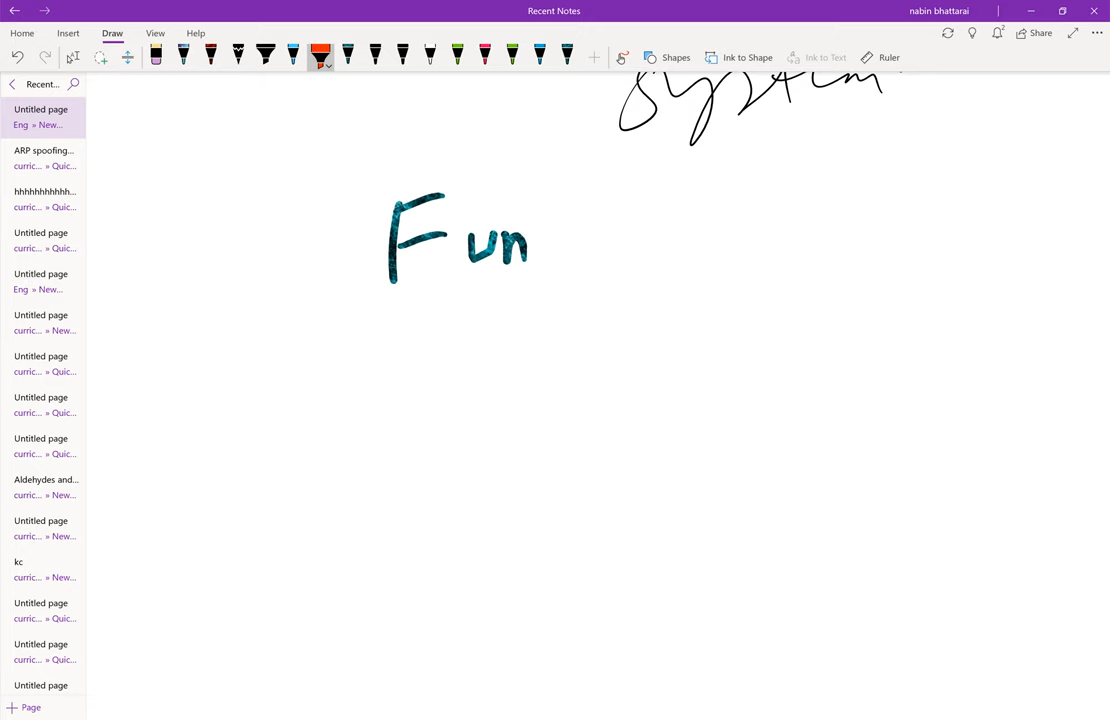 Recent Notes
nabin bhattarai
Home Insert Draw View Help
Share
Shapes Ink to Shape Ink to Text Ruler
Recent...
Untitled page
Eng » New...
ARP spoofing...
curric... » Quic...
hhhhhhhhhhh...
curric... » Quic...
Untitled page
curric... » Quic...
Untitled page
Eng » New...
Untitled page
curric... » New...
Untitled page
curric... » Quic...
Untitled page
curric... » Quic...
Untitled page
curric... » Quic...
Aldehydes and...
curric... » New...
Untitled page
curric... » New...
kc
curric... » New...
Untitled page
curric... » Quic...
Untitled page
curric... » Quic...
Untitled page
Page
system
Fun